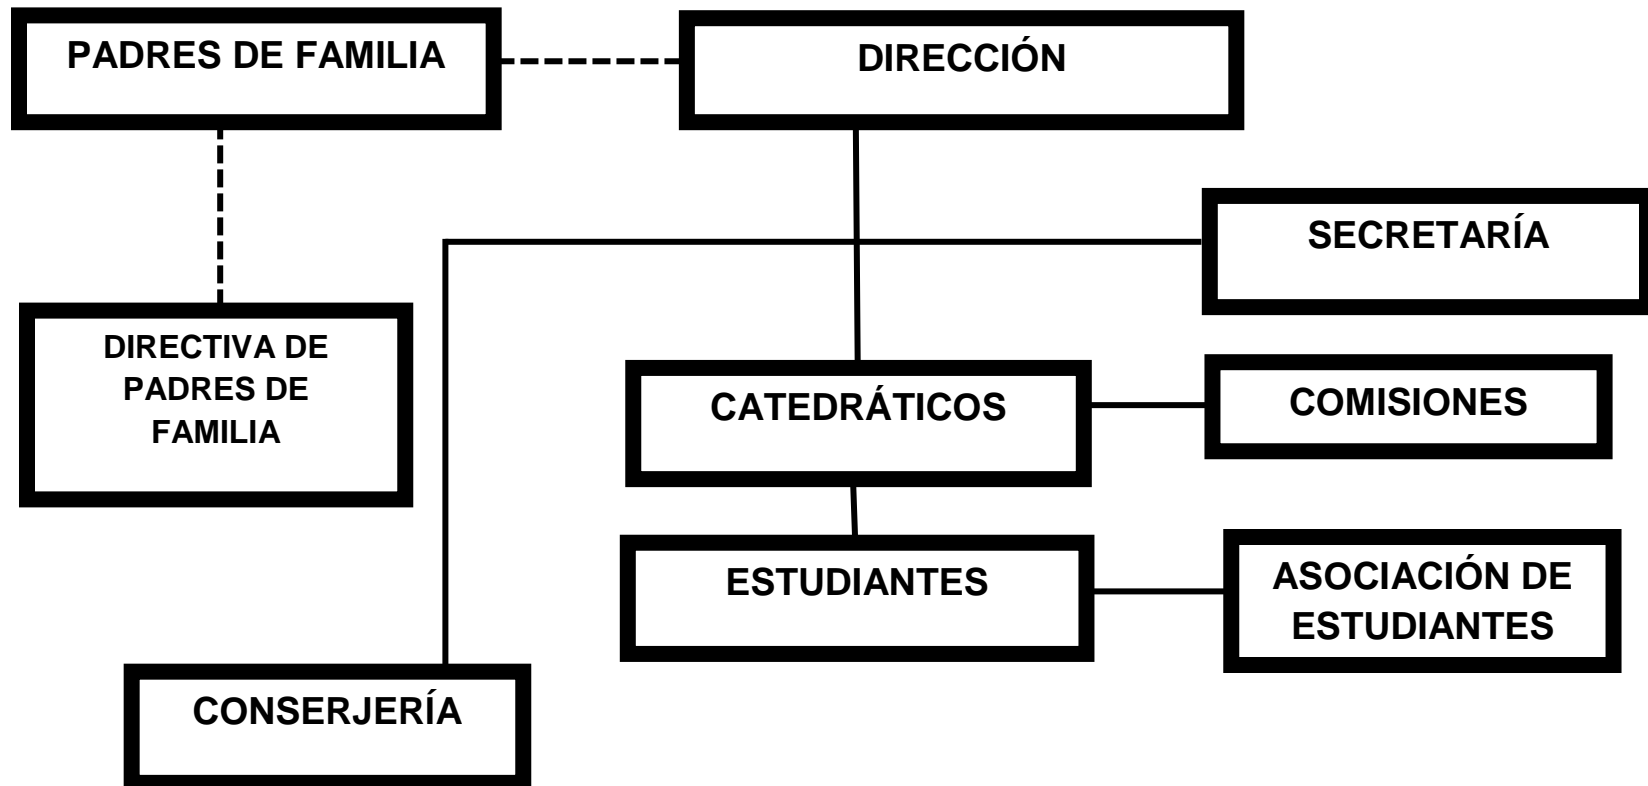 PADRES DE FAMILIA
DIRECCIÓN
SECRETARÍA
DIRECTIVA DE
PADRES DE
FAMILIA
CATEDRÁTICOS
COMISIONES
ESTUDIANTES
ASOCIACIÓN DE
ESTUDIANTES
CONSERJERÍA